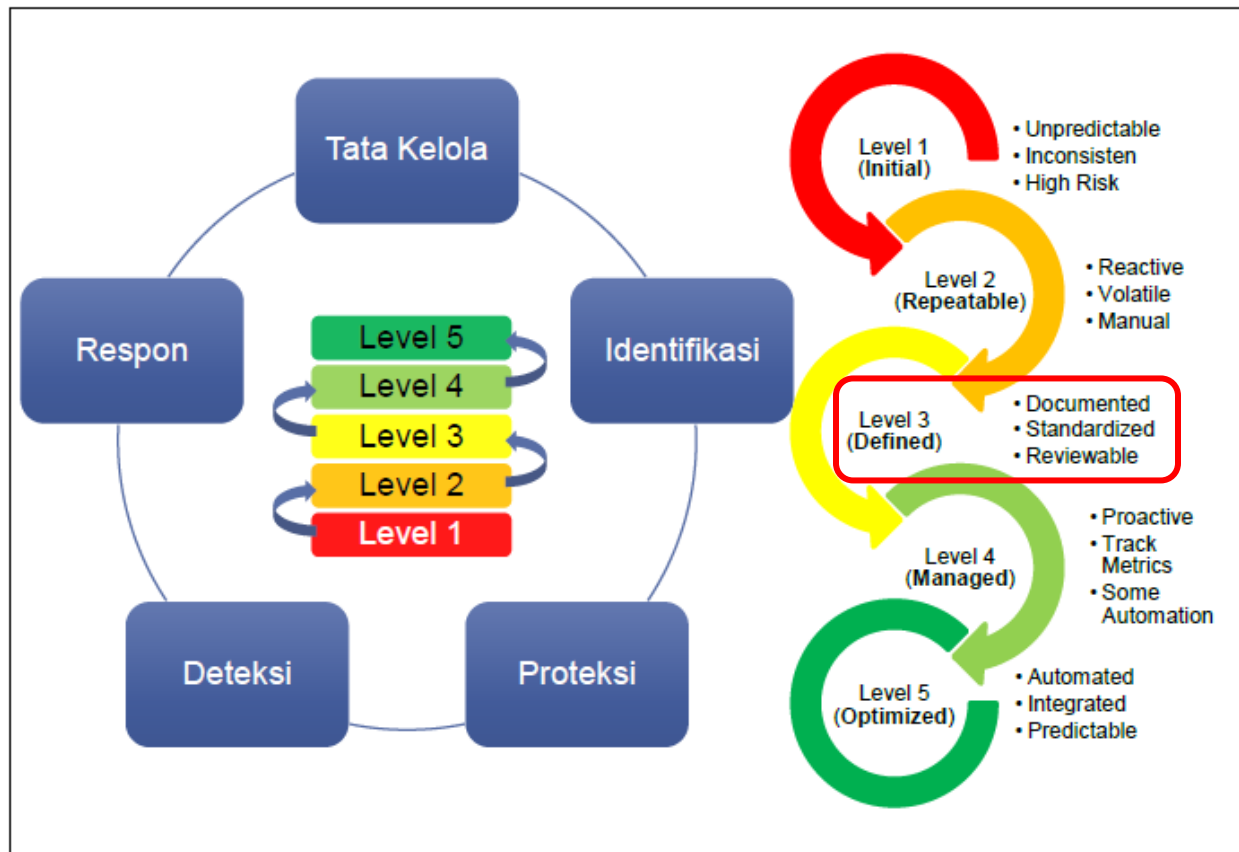 Tata Kelola
Respon
Identifikasi
Deteksi
Proteksi
Level 5
Level 4
Level 3
Level 2
Level 1
Level 1
(Initial)
• Unpredictable
• Inconsisten
• High Risk
Level 2
(Repeatable)
• Reactive
• Volatile
• Manual
Level 3
(Defined)
• Documented
• Standardized
• Reviewable
Level 4
(Managed)
• Proactive
• Track
Metrics
• Some
Automation
Level 5
(Optimized)
• Automated
• Integrated
• Predictable